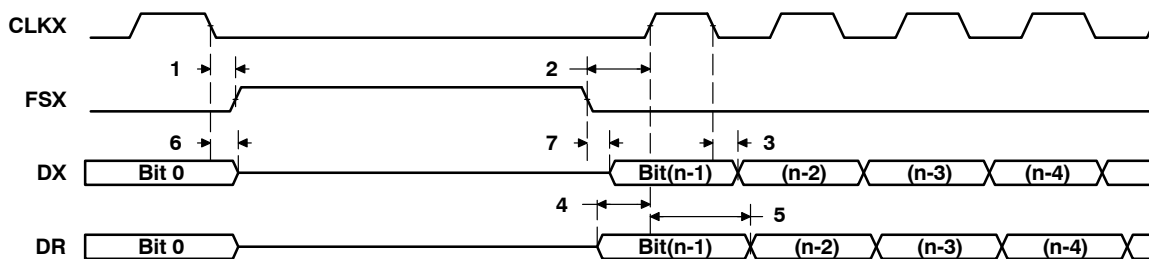 CLKX
1 2
FSX
6 7 3
DX Bit 0 Bit(n-1) (n-2) (n-3) (n-4)
4 5
DR Bit 0 Bit(n-1) (n-2) (n-3) (n-4)